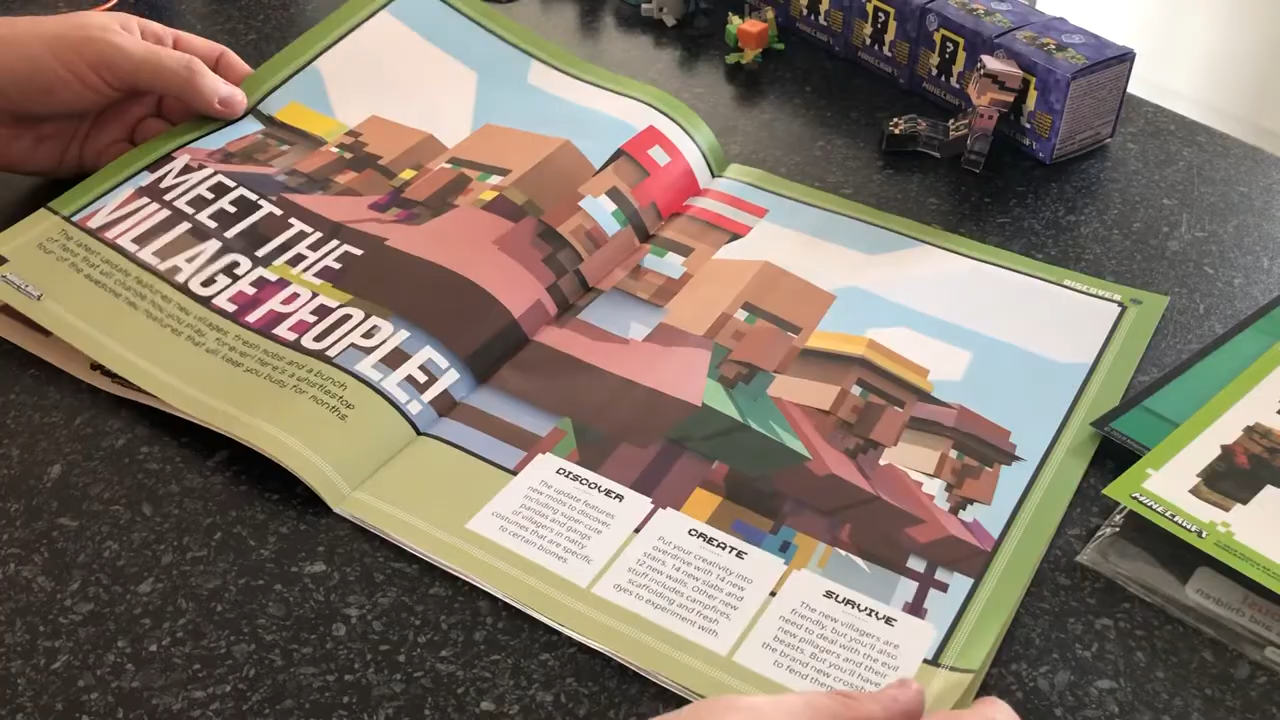 MINECRAFT
MINECRAFT
DISCOVER
MEET THE
VILLAGE PEOPLE!
The latest update features new villages, fresh mobs and a bunch
of items that will change how you play... forever! Here's a whistlestop
tour of the awesome new features that will keep you busy for months.
MINECRAFT
DISCOVER
The update features
new mobs to discover,
including super-cute
pandas and gangs
of villagers in natty
costumes that are specific
to certain biomes.
CREATE
Put your creativity into
overdrive with 14 new
stairs, 14 new slabs and
12 new walls. Other new
stuff includes campfires,
scaffolding and fresh
dyes to experiment with.
SURVIVE
The new villagers are
friendly, but you'll also
need to deal with the evil
new pillagers and their
beasts. But you'll have
the brand new crossb
to fend them
MINECRAFT